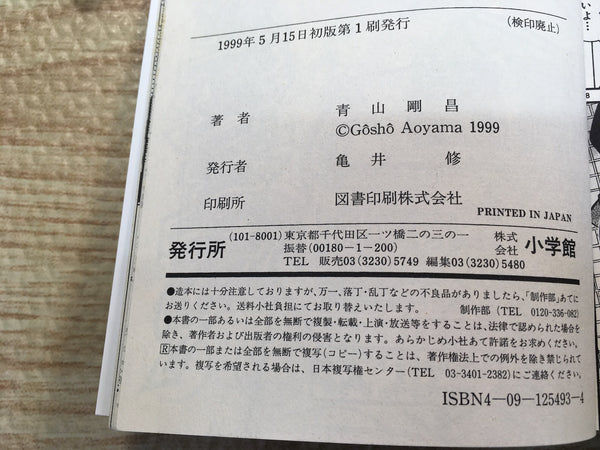 1999年5月15日初版第1刷発行 (検印廃止)
著者 青山剛昌
©Gôshô Aoyama 1999
発行者 亀井 修
印刷所 図書印刷株式会社
PRINTED IN JAPAN
発行所 (101-8001)東京都千代田区一ツ橋二の三の一 株式会社 小学館
振替(00180-1-200)
TEL 販売03(3230)5749 編集03(3230)5480
●造本には十分注意しておりますが、万一、落丁・乱丁などの不良品がありましたら、「制作部」あてに
お送りください。送料小社負担にてお取り替えいたします。 制作部(TEL 0120-336-082)
●本書の一部あるいは全部を無断で複製・転載・上演・放送等をすることは、法律で認められた場合を
除き、著作者および出版者の権利の侵害となります。あらかじめ小社あて許諾をお求めください。
Ⓡ本書の一部または全部を無断で複写(コピー)することは、著作権法上での例外を除き禁じられて
います。複写を希望される場合は、日本複写権センター(TEL 03-3401-2382)にご連絡ください。
ISBN4-09-125493-4